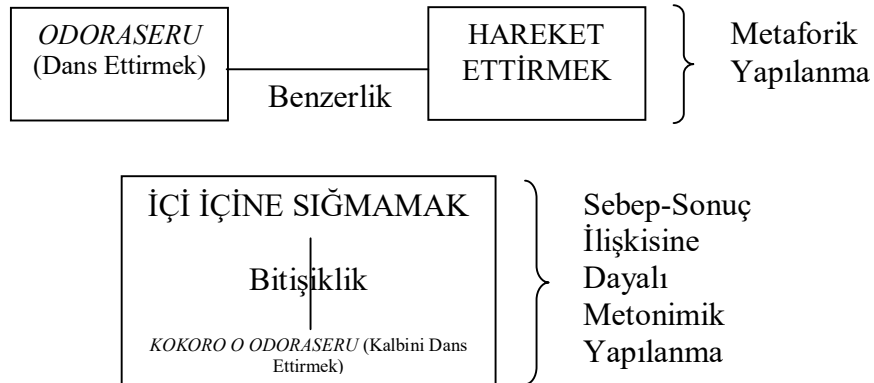 ODORASERU
(Dans Ettirmek)
Benzerlik
HAREKET
ETTİRMEK
Metaforik
Yapılanma
İÇİ İÇİNE SIĞMAMAK
Bitişiklik
KOKORO O ODORASERU (Kalbini Dans
Ettirmek)
Sebep-Sonuç
İlişkisine
Dayalı
Metonimik
Yapılanma